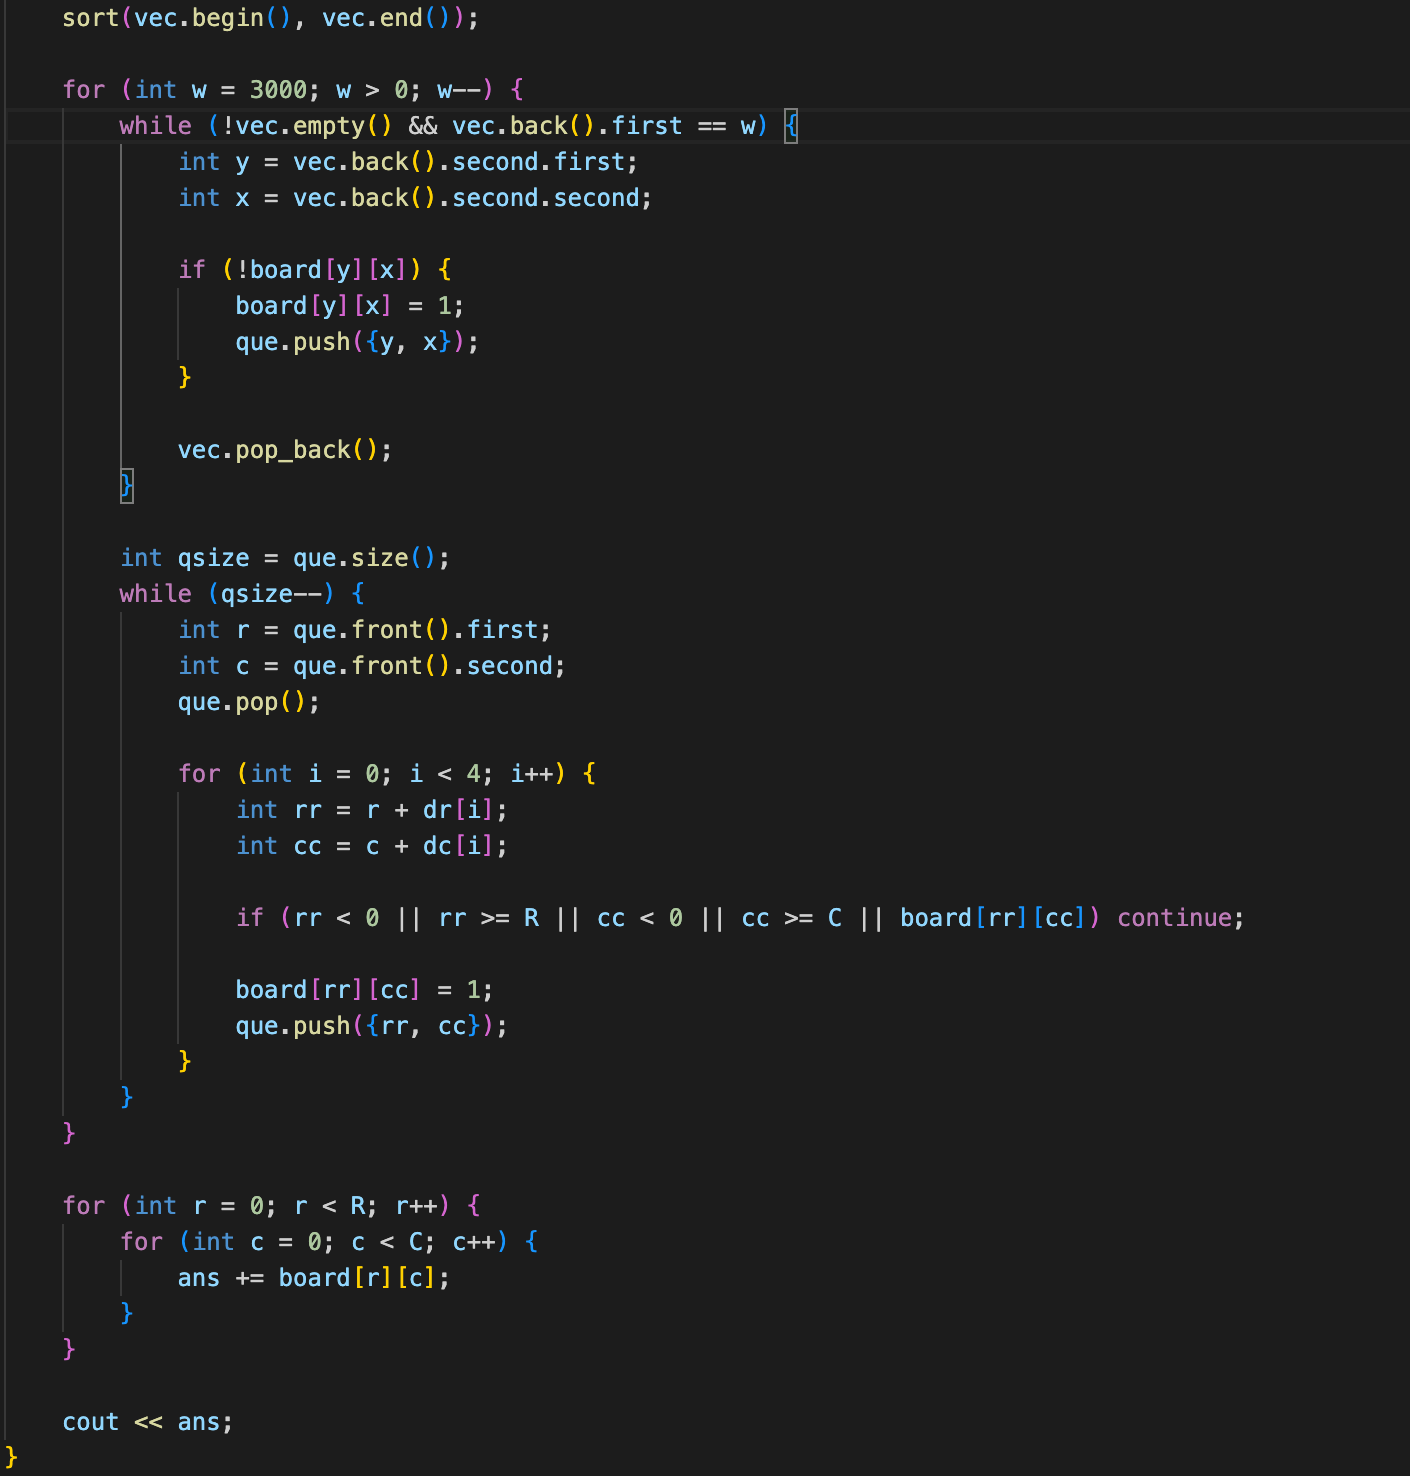 sort(vec.begin(), vec.end());
for (int w = 3000; w > 0; w--) {
while (!vec.empty() && vec.back().first == w) {
int y = vec.back().second.first;
int x = vec.back().second.second;
if (!board[y][x]) {
board[y][x] = 1;
que.push({y, x});
}
vec.pop_back();
}
int qsize = que.size();
while (qsize--) {
int r = que.front().first;
int c = que.front().second;
que.pop();
for (int i = 0; i < 4; i++) {
int rr = r + dr[i];
int cc = c + dc[i];
if (rr < 0 || rr >= R || cc < 0 || cc >= C || board[rr][cc]) continue;
board[rr][cc] = 1;
que.push({rr, cc});
}
}
}
for (int r = 0; r < R; r++) {
for (int c = 0; c < C; c++) {
ans += board[r][c];
}
}
cout << ans;
}